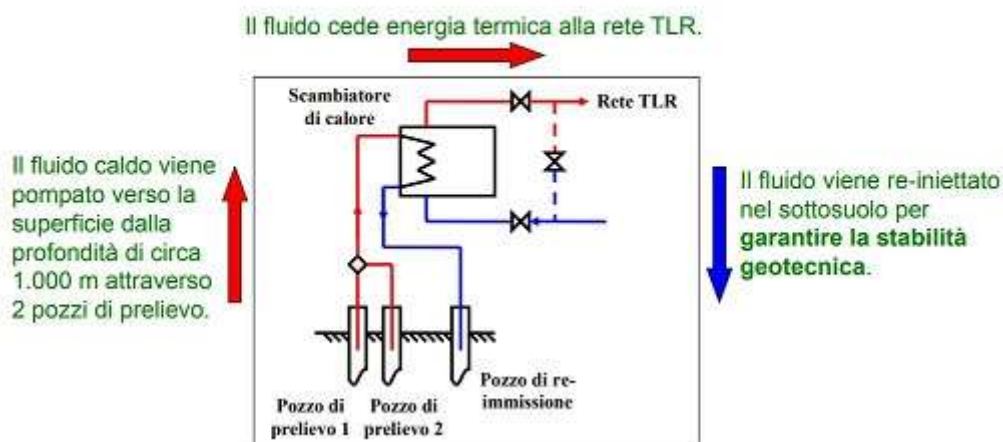 Il fluido cede energia termica alla rete TLR.
Scambiatore
di calore
Rete TLR
Il fluido caldo viene
pompato verso la
superficie dalla
profondità di circa
1.000 m attraverso
2 pozzi di prelievo.
Il fluido viene re-iniettato
nel sottosuolo per
garantire la stabilità
geotecnica.
Pozzo di
prelievo 1
Pozzo di
prelievo 2
Pozzo di re-
immissione